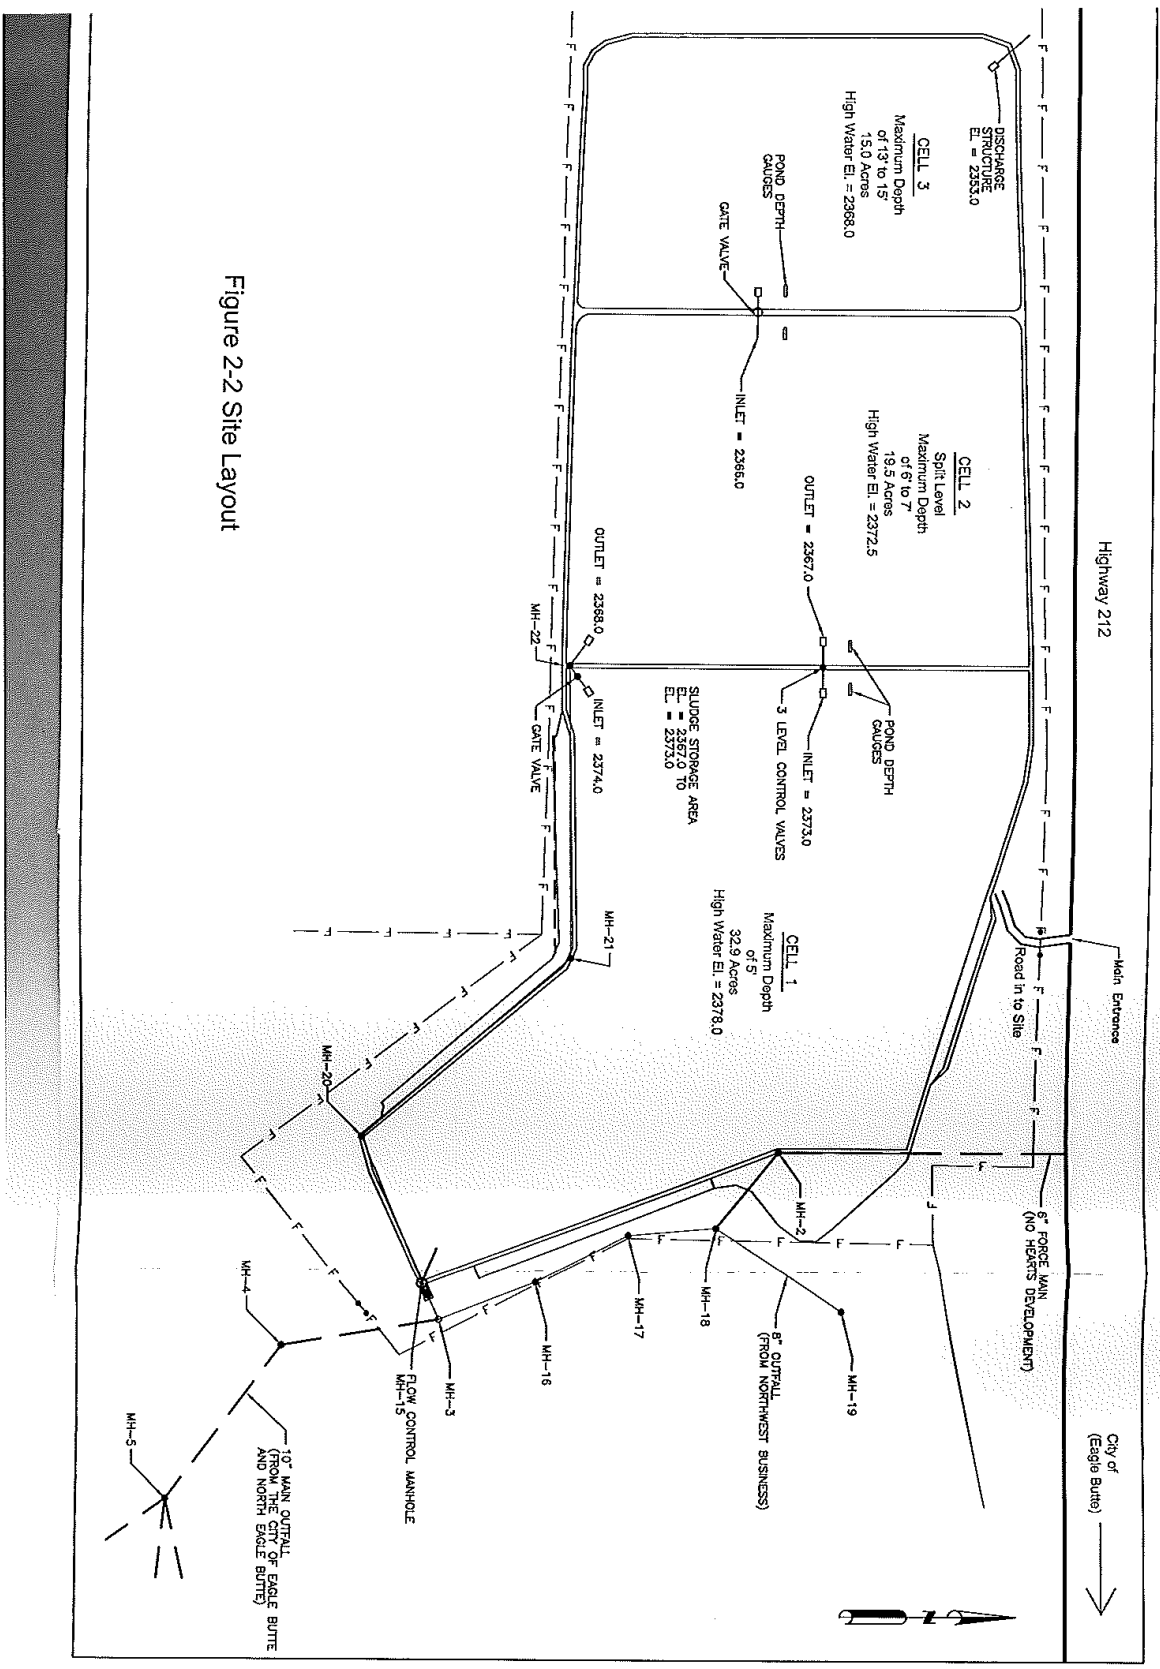 Highway 212
City of
(Eagle Butte)
Main Entrance
Road in to Site
6" FORCE MAIN
(NO HEARTS DEVELOPMENT)
DISCHARGE
STRUCTURE
EL = 2353.0
CELL 3
Maximum Depth
of 13' to 15'
15.0 Acres
High Water El. = 2368.0
POND DEPTH
GAUGES
GATE VALVE
INLET = 2365.0
CELL 2
Split Level
Maximum Depth
of 6' to 7'
19.5 Acres
High Water El. = 2372.5
OUTLET = 2367.0
POND DEPTH
GAUGES
INLET = 2373.0
3 LEVEL CONTROL VALVES
SLUDGE STORAGE AREA
EL = 2367.0 TO
EL = 2373.0
OUTLET = 2368.0
MH-22
INLET = 2374.0
GATE VALVE
CELL 1
Maximum Depth
of 5'
32.9 Acres
High Water El. = 2378.0
MH-21
MH-20
MH-2
MH-19
8" OUTFALL
(FROM NORTHWEST BUSINESS)
MH-18
MH-17
MH-16
MH-3
FLOW CONTROL MANHOLE
MH-15
MH-4
MH-5
10" MAIN OUTFALL
(FROM THE CITY OF EAGLE BUTTE
AND NORTH EAGLE BUTTE)
N
F
Figure 2-2 Site Layout